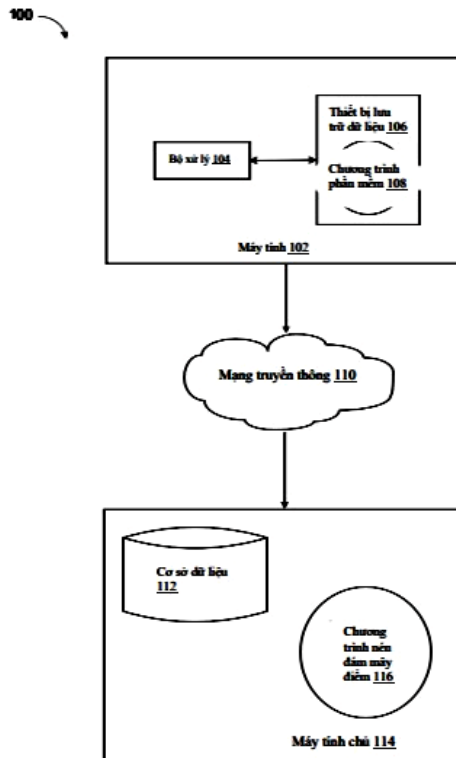 100
Thiết bị lưu
trữ dữ liệu 106
Bộ xử lý 104
Chương trình
phần mềm 108
Máy tính 102
Mạng truyền thông 110
Cơ sở dữ liệu
112
Chương
trình nén
đám mây
điểm 116
Máy tính chủ 114